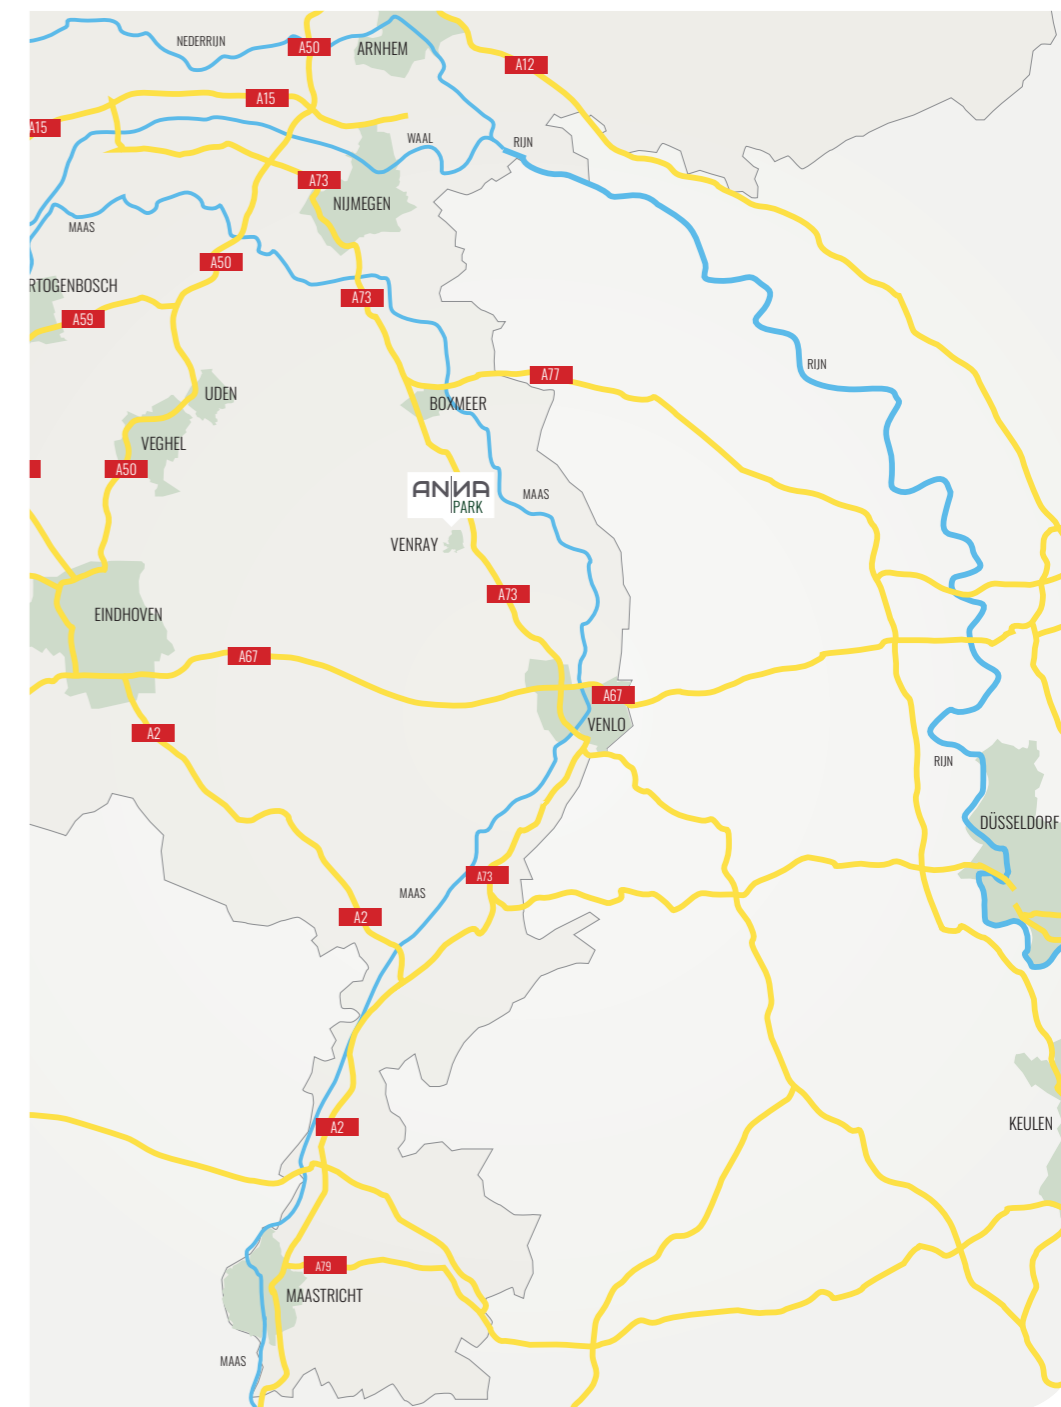 NEDERRIJN
A50
ARNHEM
A12
A15
A15
WAAL
RIJN
A73
NIJMEGEN
MAAS
A50
RTOGENBOSCH
A73
A59
RIJN
A77
UDEN
BOXMEER
VEGHEL
A50
ANNA
PARK
MAAS
VENRAY
A73
EINDHOVEN
A67
A67
VENLO
A2
RIJN
DÜSSELDORF
A73
MAAS
A2
KEULEN
A2
A79
MAASTRICHT
MAAS